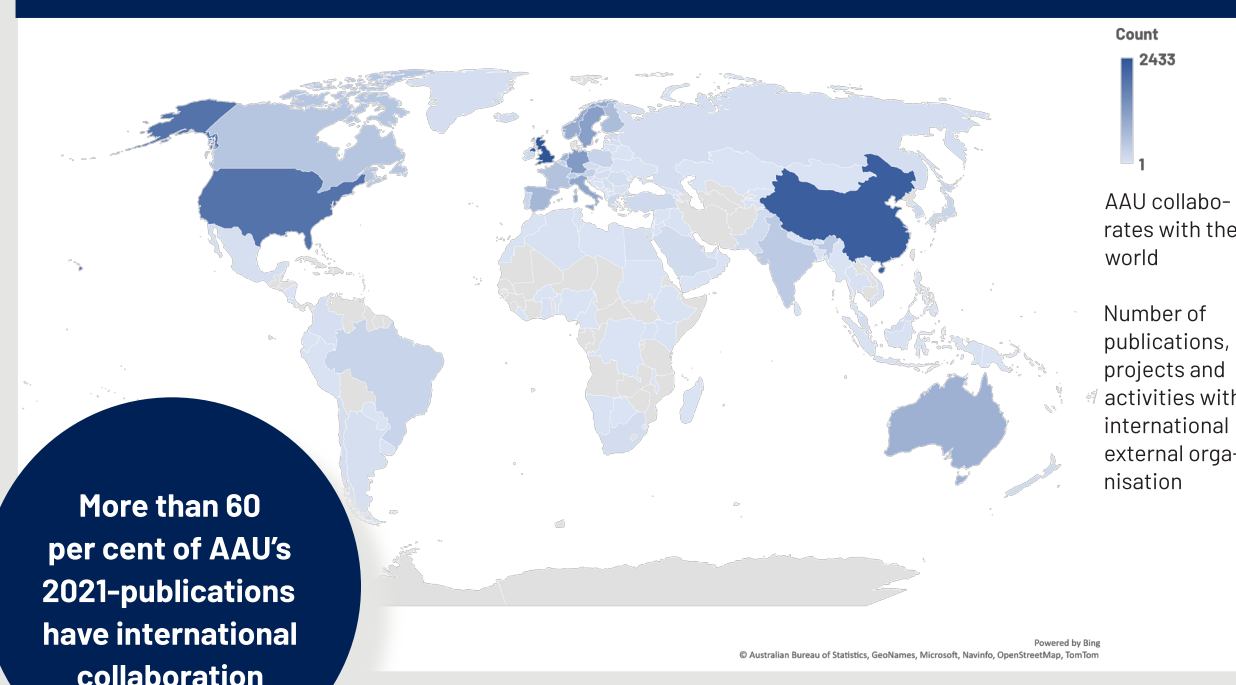 Count
2433
1
AAU collabo-
rates with the
world
Number of
publications,
projects and
activities with
international
external orga-
nisation
More than 60
per cent of AAU's
2021-publications
have international
collaboration
Powered by Bing
© Australian Bureau of Statistics, GeoNames, Microsoft, Navinfo, OpenStreetMap, TomTom